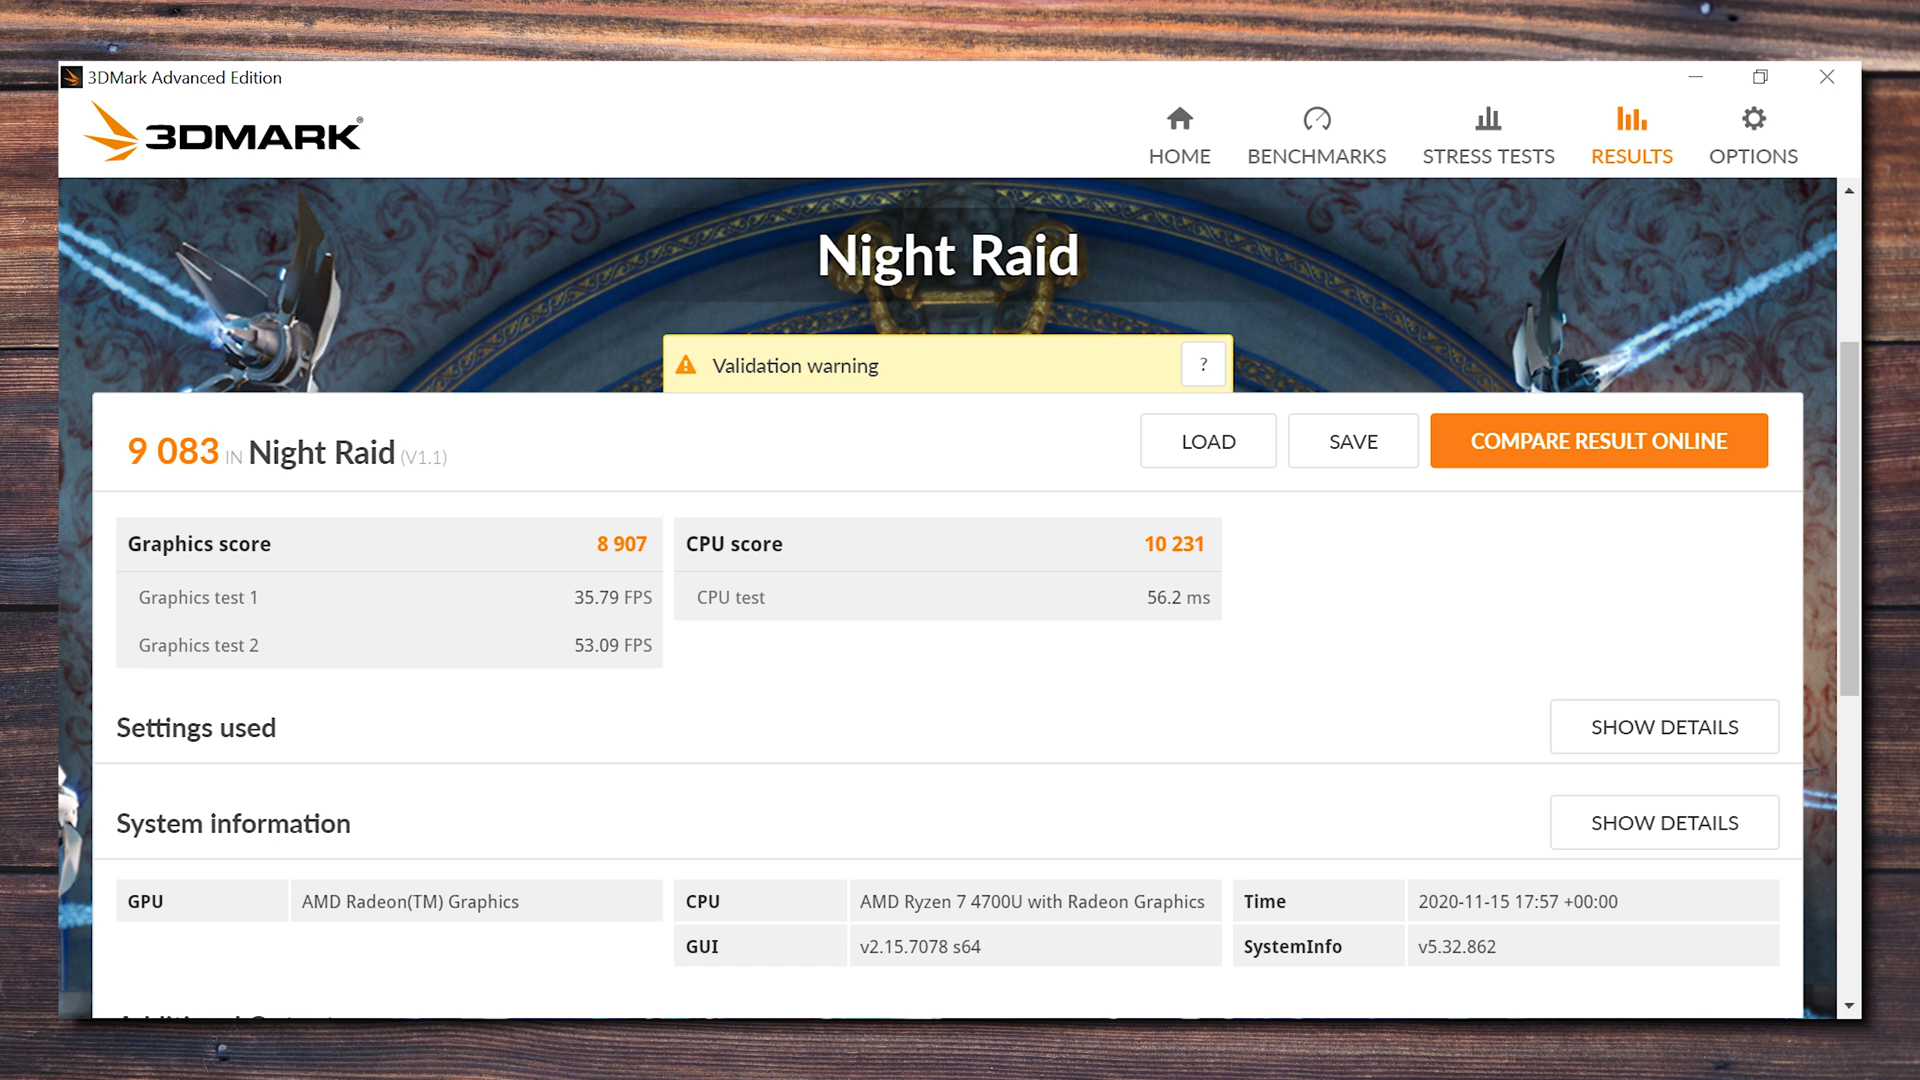 3DMark Advanced Edition
3DMARK®
HOME
BENCHMARKS
STRESS TESTS
RESULTS
OPTIONS
Night Raid
Validation warning
?
9 083 IN Night Raid (V1.1)
LOAD
SAVE
COMPARE RESULT ONLINE
Graphics score 8 907
Graphics test 1 35.79 FPS
Graphics test 2 53.09 FPS
CPU score 10 231
CPU test 56.2 ms
Settings used
SHOW DETAILS
System information
SHOW DETAILS
GPU AMD Radeon(TM) Graphics
CPU AMD Ryzen 7 4700U with Radeon Graphics
GUI v2.15.7078 s64
Time 2020-11-15 17:57 +00:00
SystemInfo v5.32.862